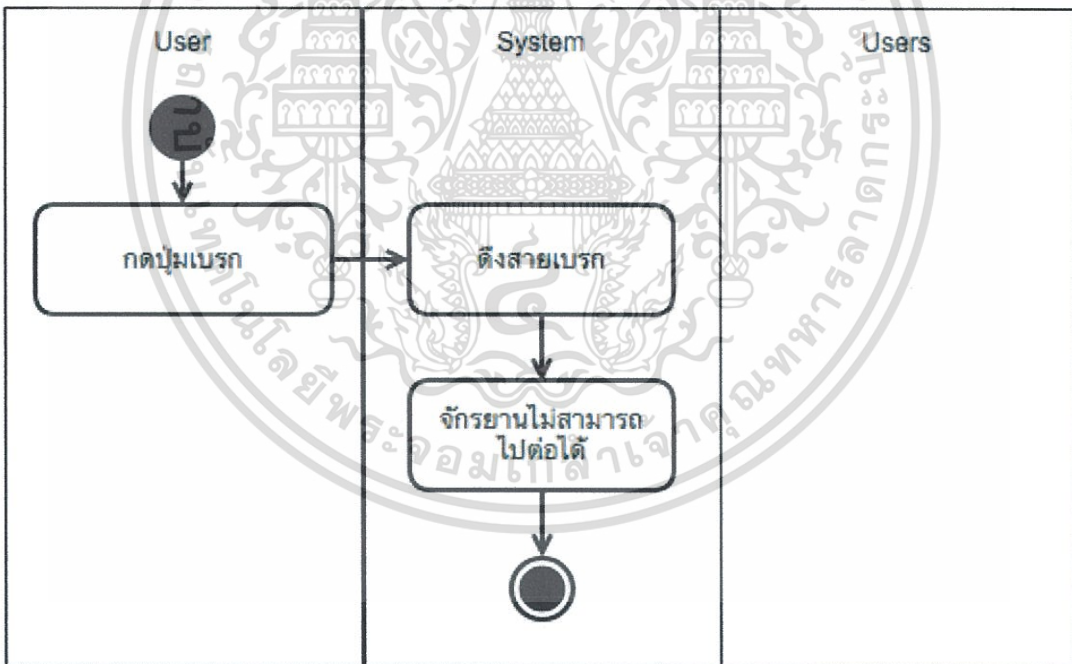 User
System
Users
กดปุ่มเบรก
ดึงสายเบรก
จักรยานไม่สามารถ
ไปต่อได้